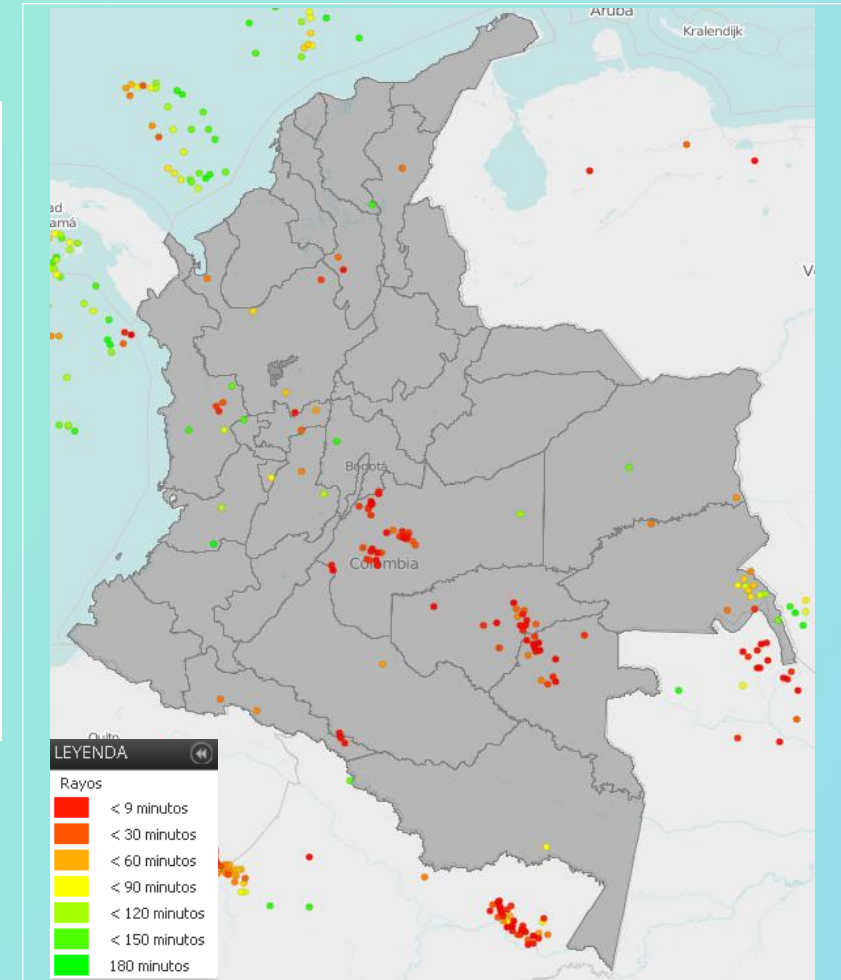 Aruba
Kralendijk
ad
amá
V
Bogotá
Colombia
Quito
LEYENDA
Rayos
< 9 minutos
< 30 minutos
< 60 minutos
< 90 minutos
< 120 minutos
< 150 minutos
180 minutos